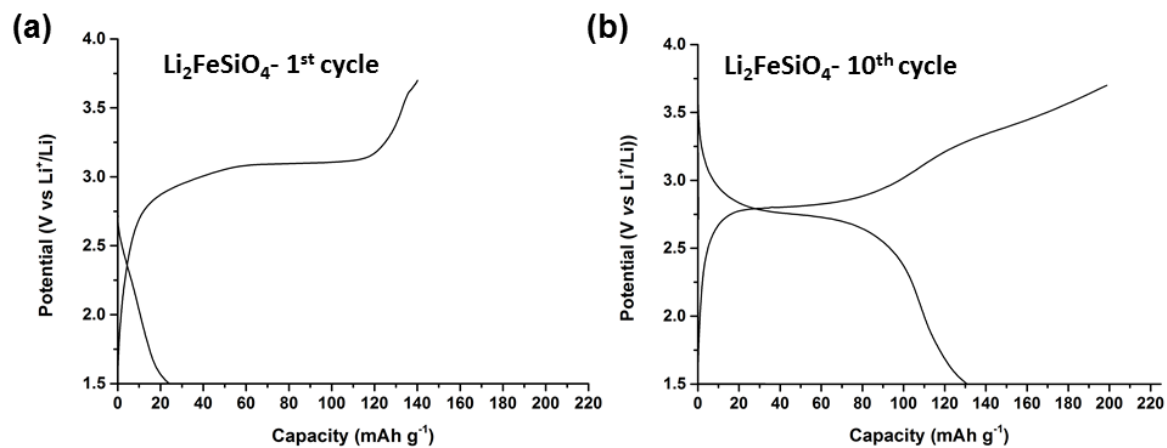 (a)
Li₂FeSiO₄- 1ˢᵗ cycle
Potential (V vs Li⁺/Li)
4.0
3.5
3.0
2.5
2.0
1.5
0 20 40 60 80 100 120 140 160 180 200 220
Capacity (mAh g⁻¹)
(b)
Li₂FeSiO₄- 10ᵗʰ cycle
Potential (V vs Li⁺/Li))
4.0
3.5
3.0
2.5
2.0
1.5
0 20 40 60 80 100 120 140 160 180 200 220
Capacity (mAh g⁻¹)